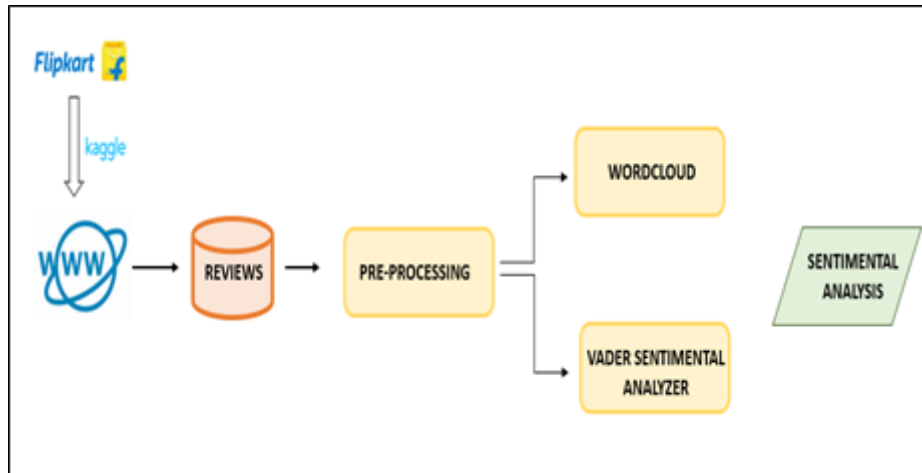 Flipkart
kaggle
WWW
REVIEWS
PRE-PROCESSING
WORDCLOUD
VADER SENTIMENTAL
ANALYZER
SENTIMENTAL
ANALYSIS